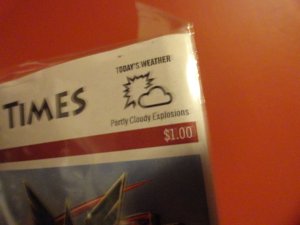 TODAY'S WEATHER
TIMES
Partly Cloudy Explosions
$1.00